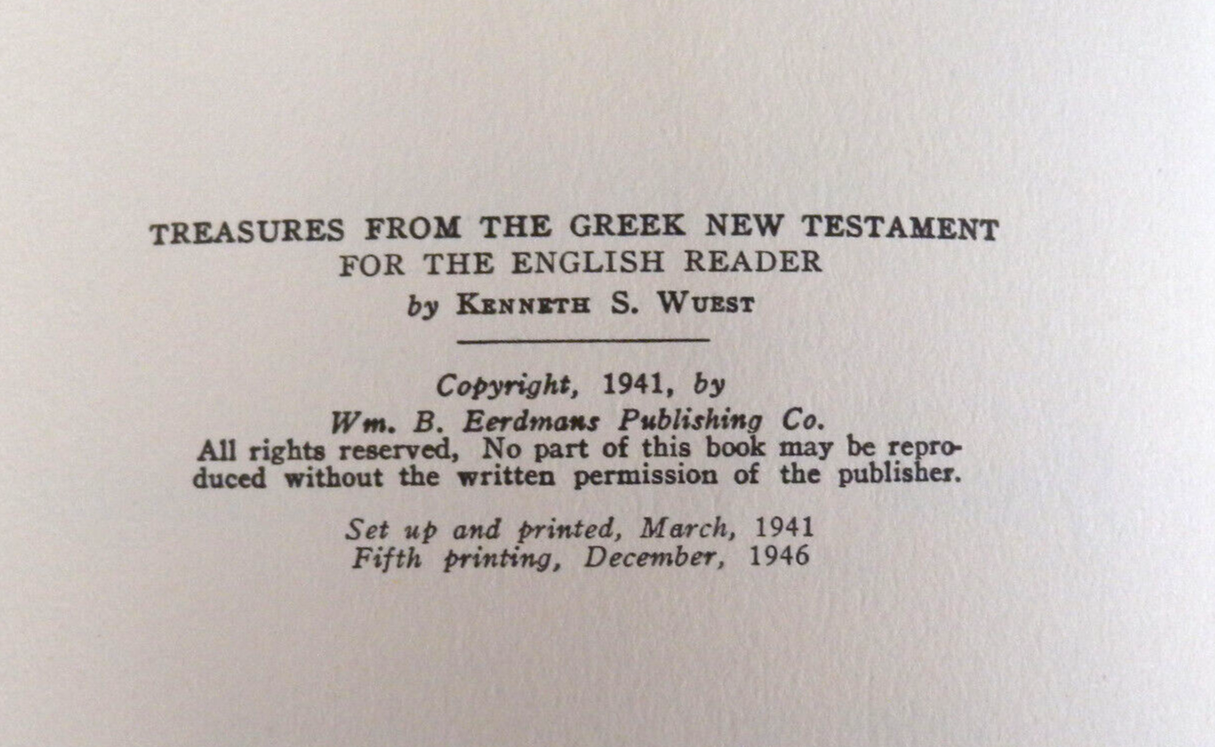 TREASURES FROM THE GREEK NEW TESTAMENT
FOR THE ENGLISH READER
by KENNETH S. WUEST
Copyright, 1941, by
Wm. B. Eerdmans Publishing Co.
All rights reserved, No part of this book may be repro-
duced without the written permission of the publisher.
Set up and printed, March, 1941
Fifth printing, December, 1946